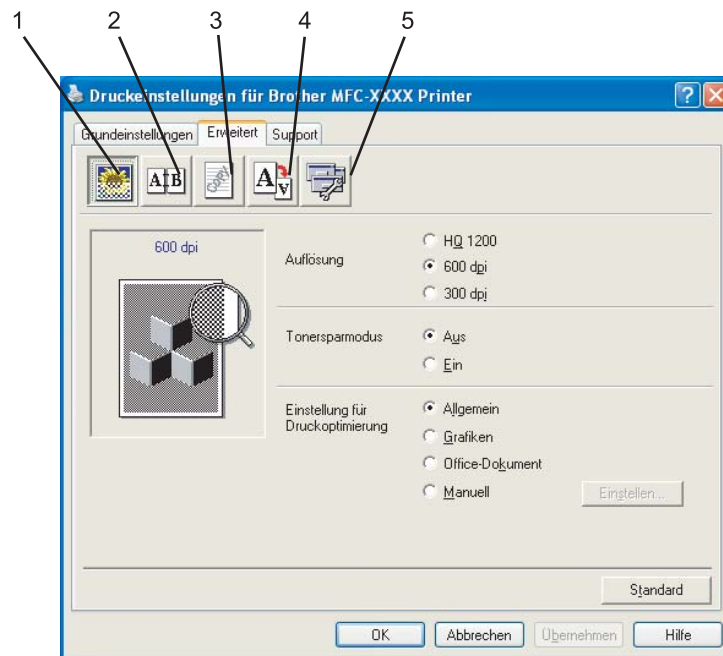 1 2 3 4 5
Druckeinstellungen für Brother MFC-XXXX Printer
Grundeinstellungen Erweitert Support
A B COPY A A
600 dpi
Auflösung
HQ 1200
600 dpi
300 dpi
Tonersparmodus
Aus
Ein
Einstellung für
Druckoptimierung
Allgemein
Grafiken
Office-Dokument
Manuell Einstellen...
Standard
OK Abbrechen Übernehmen Hilfe